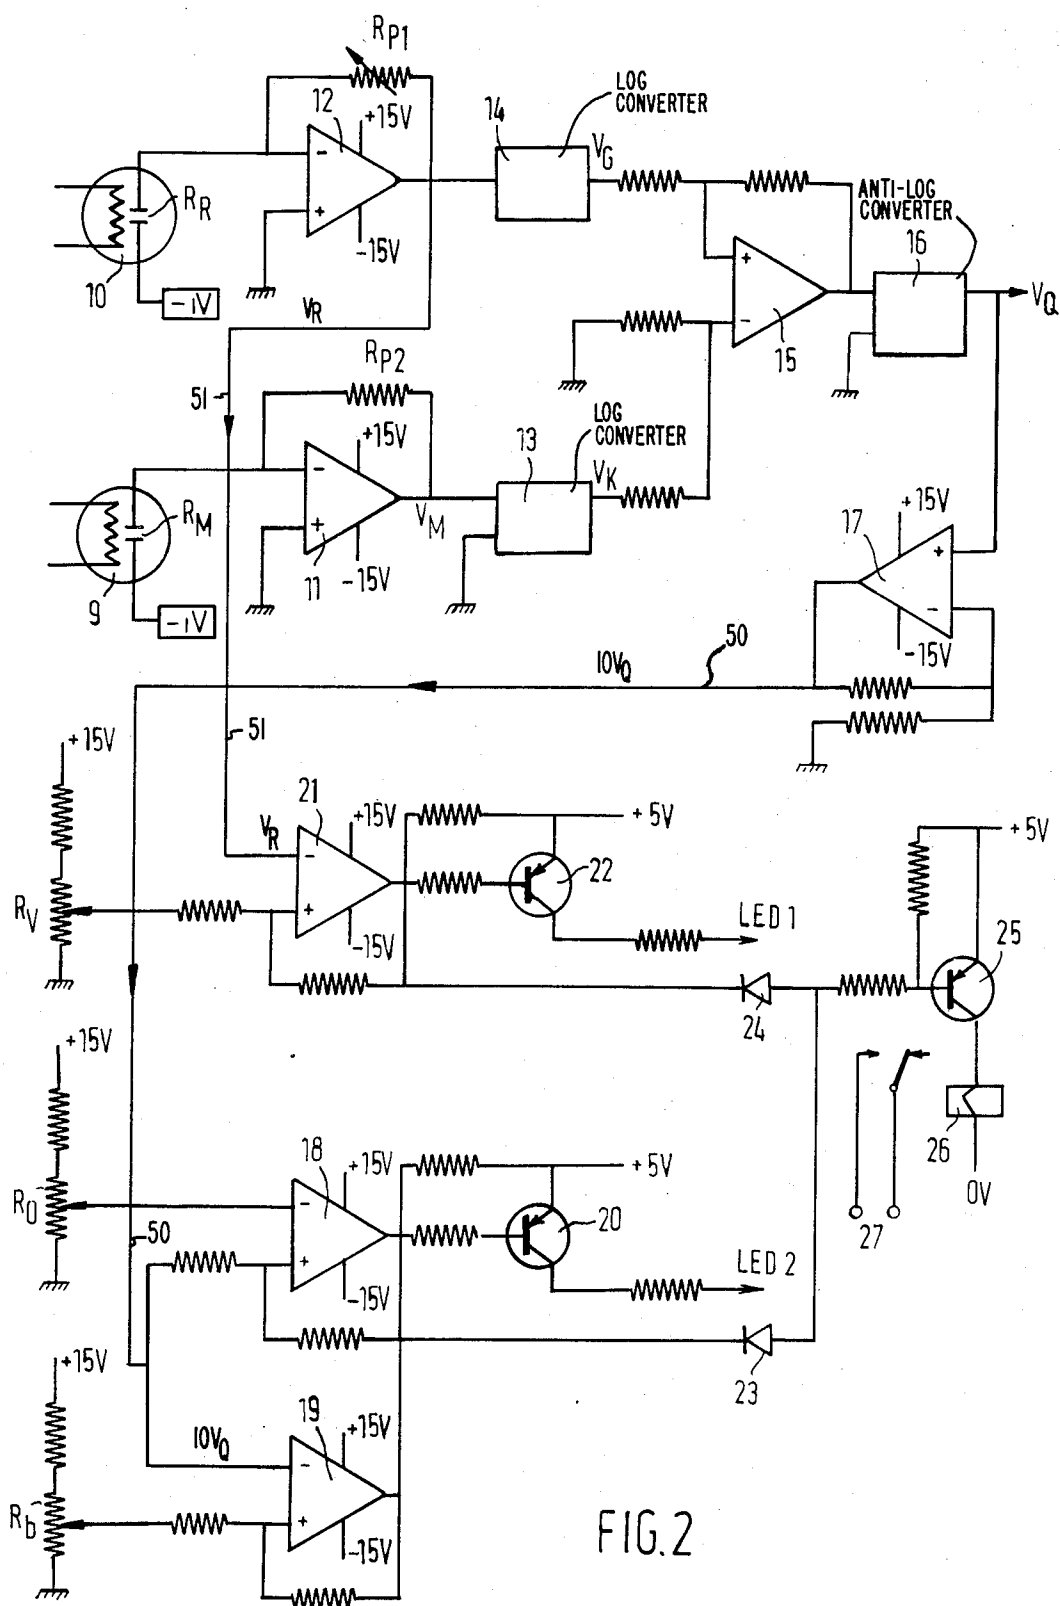 RP1
12
+15V
14
LOG
CONVERTER
VG
RR
ANTI-LOG
CONVERTER
16
-15V
10
-1V
VR
VQ
15
RP2
51
+15V
LOG
CONVERTER
13
VK
RM
VM
+15V
17
11
-15V
9
-1V
-15V
50
10VQ
51
+15V
21
+15V
+5V
+5V
VR
22
RV
LED 1
25
-15V
24
+15V
26
18
+15V
+5V
0V
RO
20
27
50
LED 2
-15V
+15V
23
19
+15V
10VQ
Rb
-15V
FIG.2